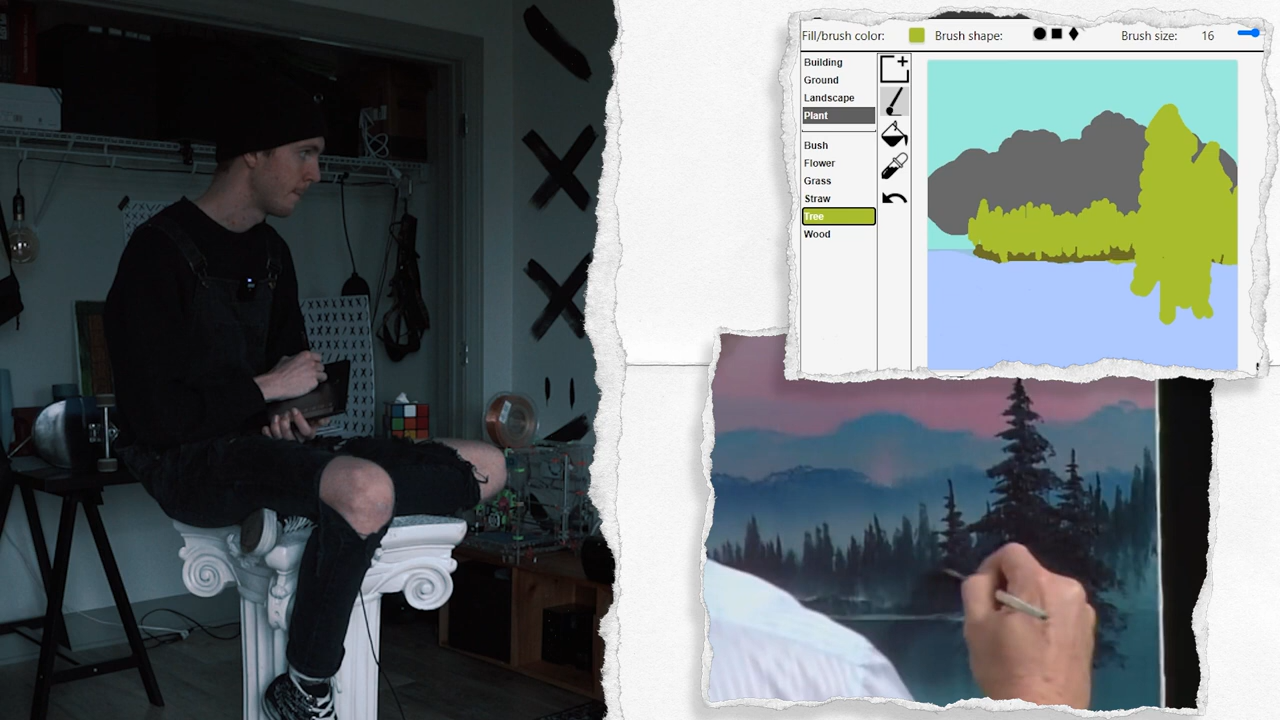 Fill/brush color:
Brush shape:
Brush size: 16
Building
Ground
Landscape
Plant
Bush
Flower
Grass
Straw
Tree
Wood